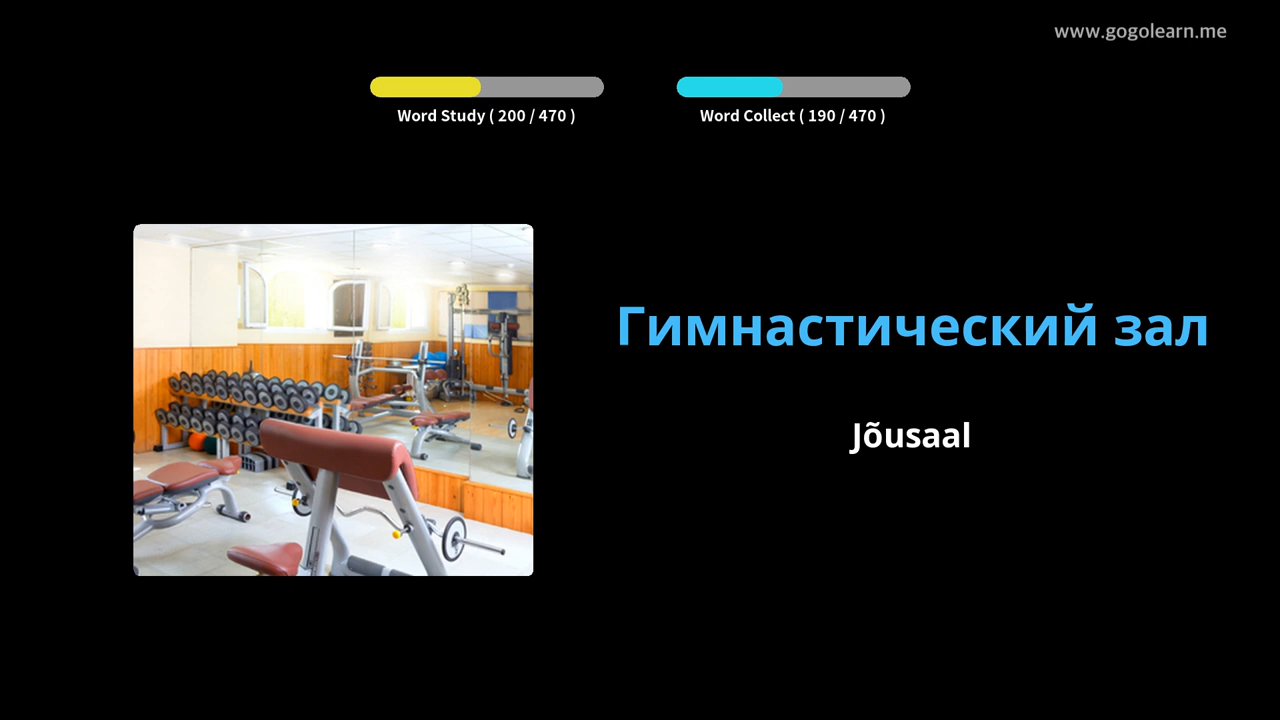 www.gogolearn.me
Word Study ( 200 / 470 )
Word Collect ( 190 / 470 )
Гимнастический зал
Jõusaal